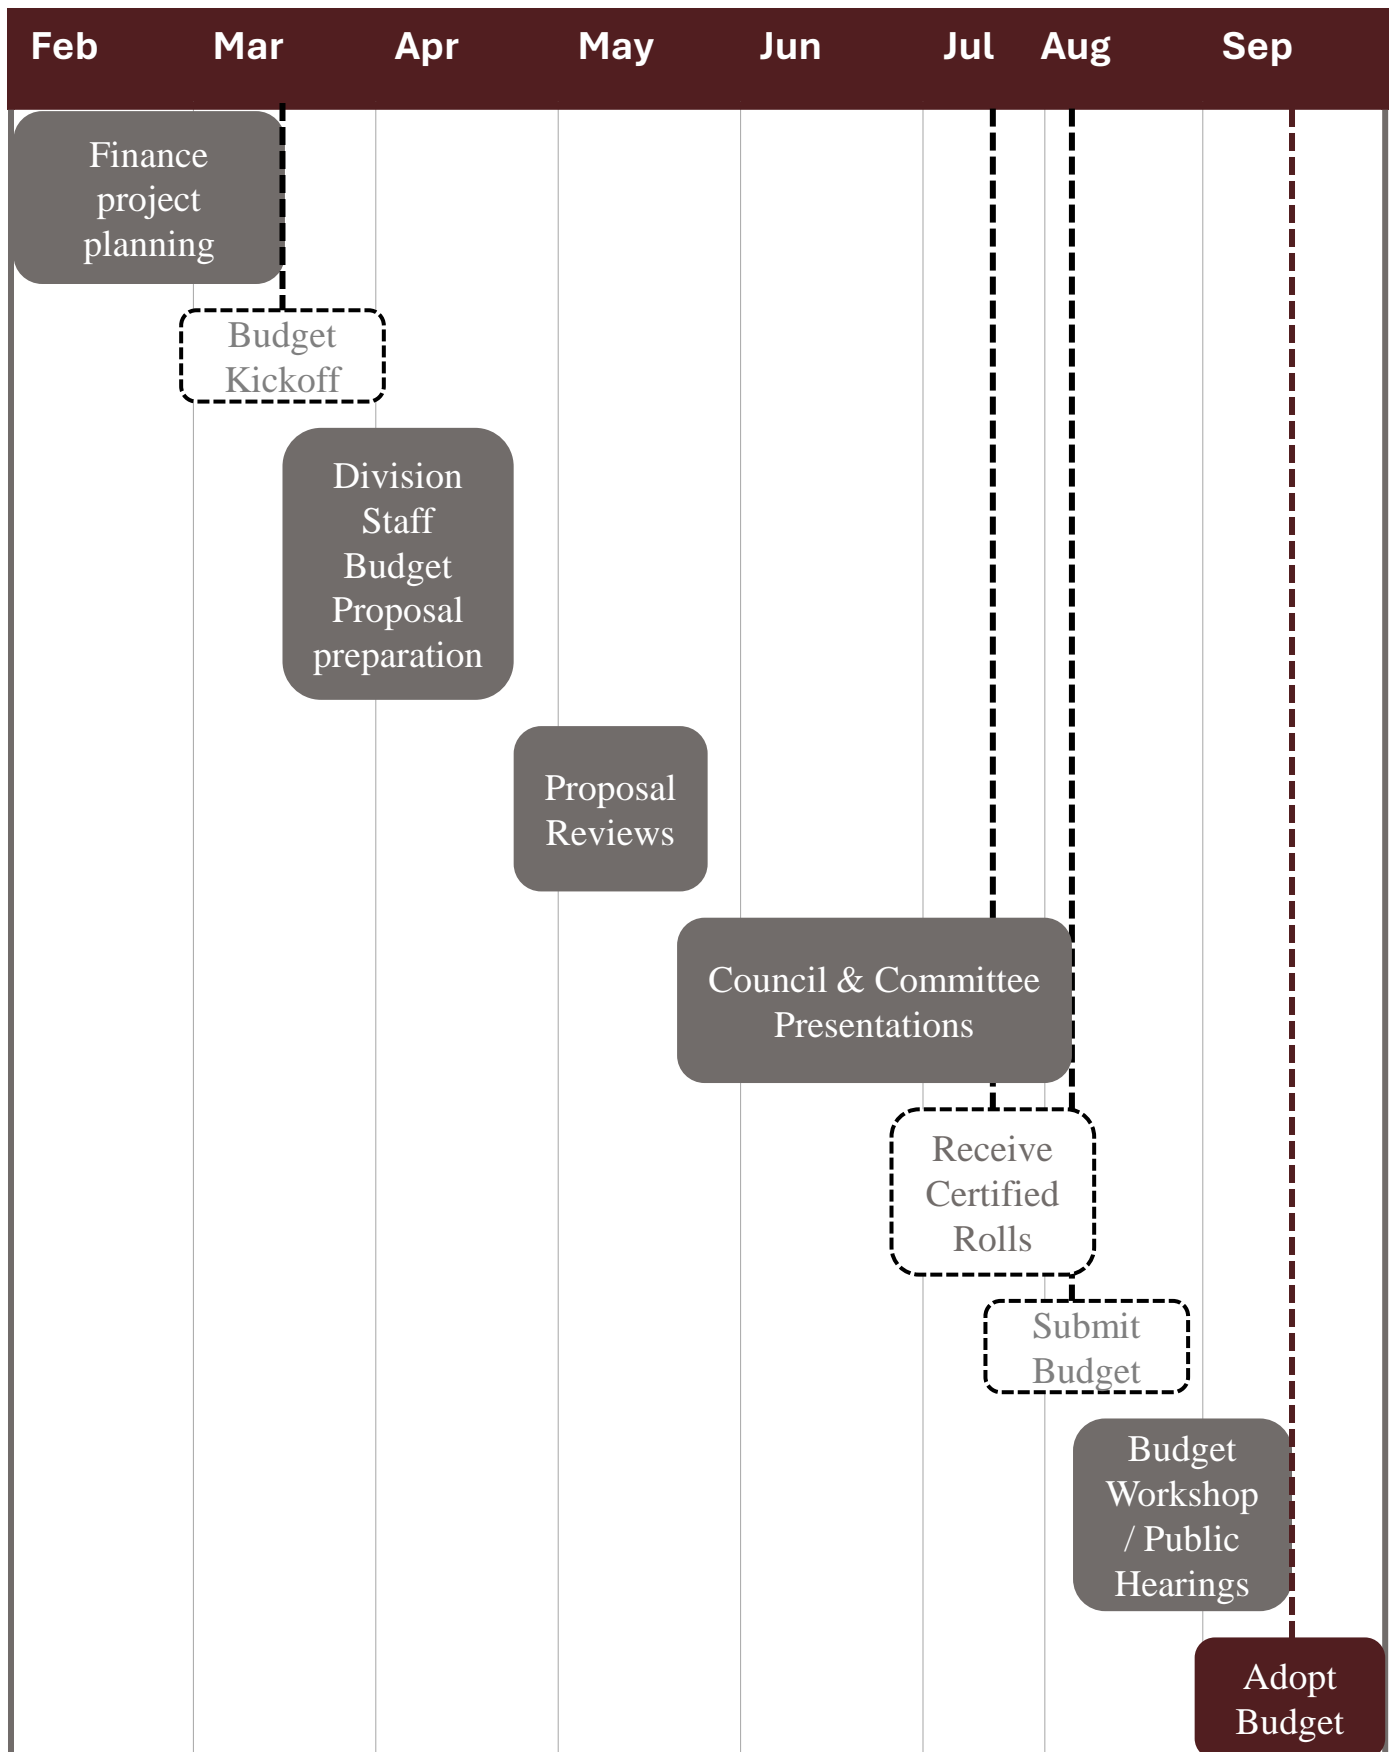 Feb Mar Apr May Jun Jul Aug Sep
Finance
project
planning
Budget
Kickoff
Division
Staff
Budget
Proposal
preparation
Proposal
Reviews
Council & Committee
Presentations
Receive
Certified
Rolls
Submit
Budget
Budget
Workshop
/ Public
Hearings
Adopt
Budget